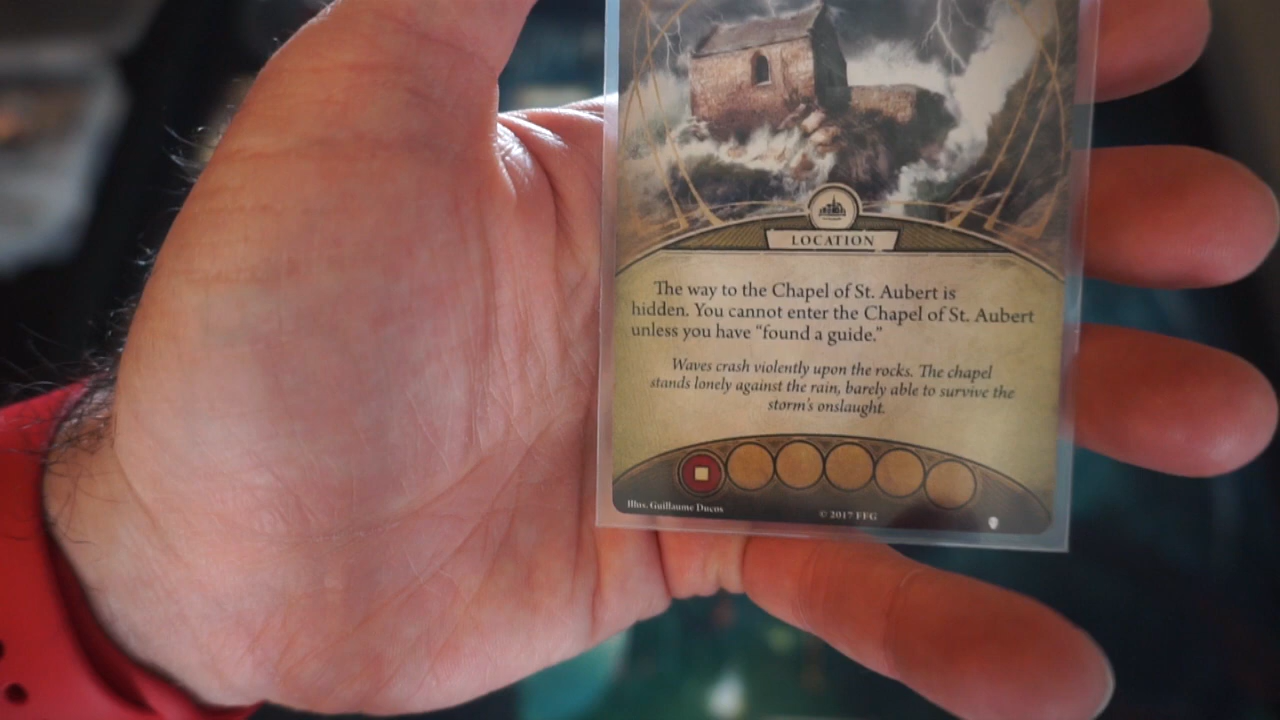 LOCATION
The way to the Chapel of St. Aubert is
hidden. You cannot enter the Chapel of St. Aubert
unless you have “found a guide.”
Waves crash violently upon the rocks. The chapel
stands lonely against the rain, barely able to survive the
storm’s onslaught.
Illus. Guillaume Ducos
© 2017 FFG